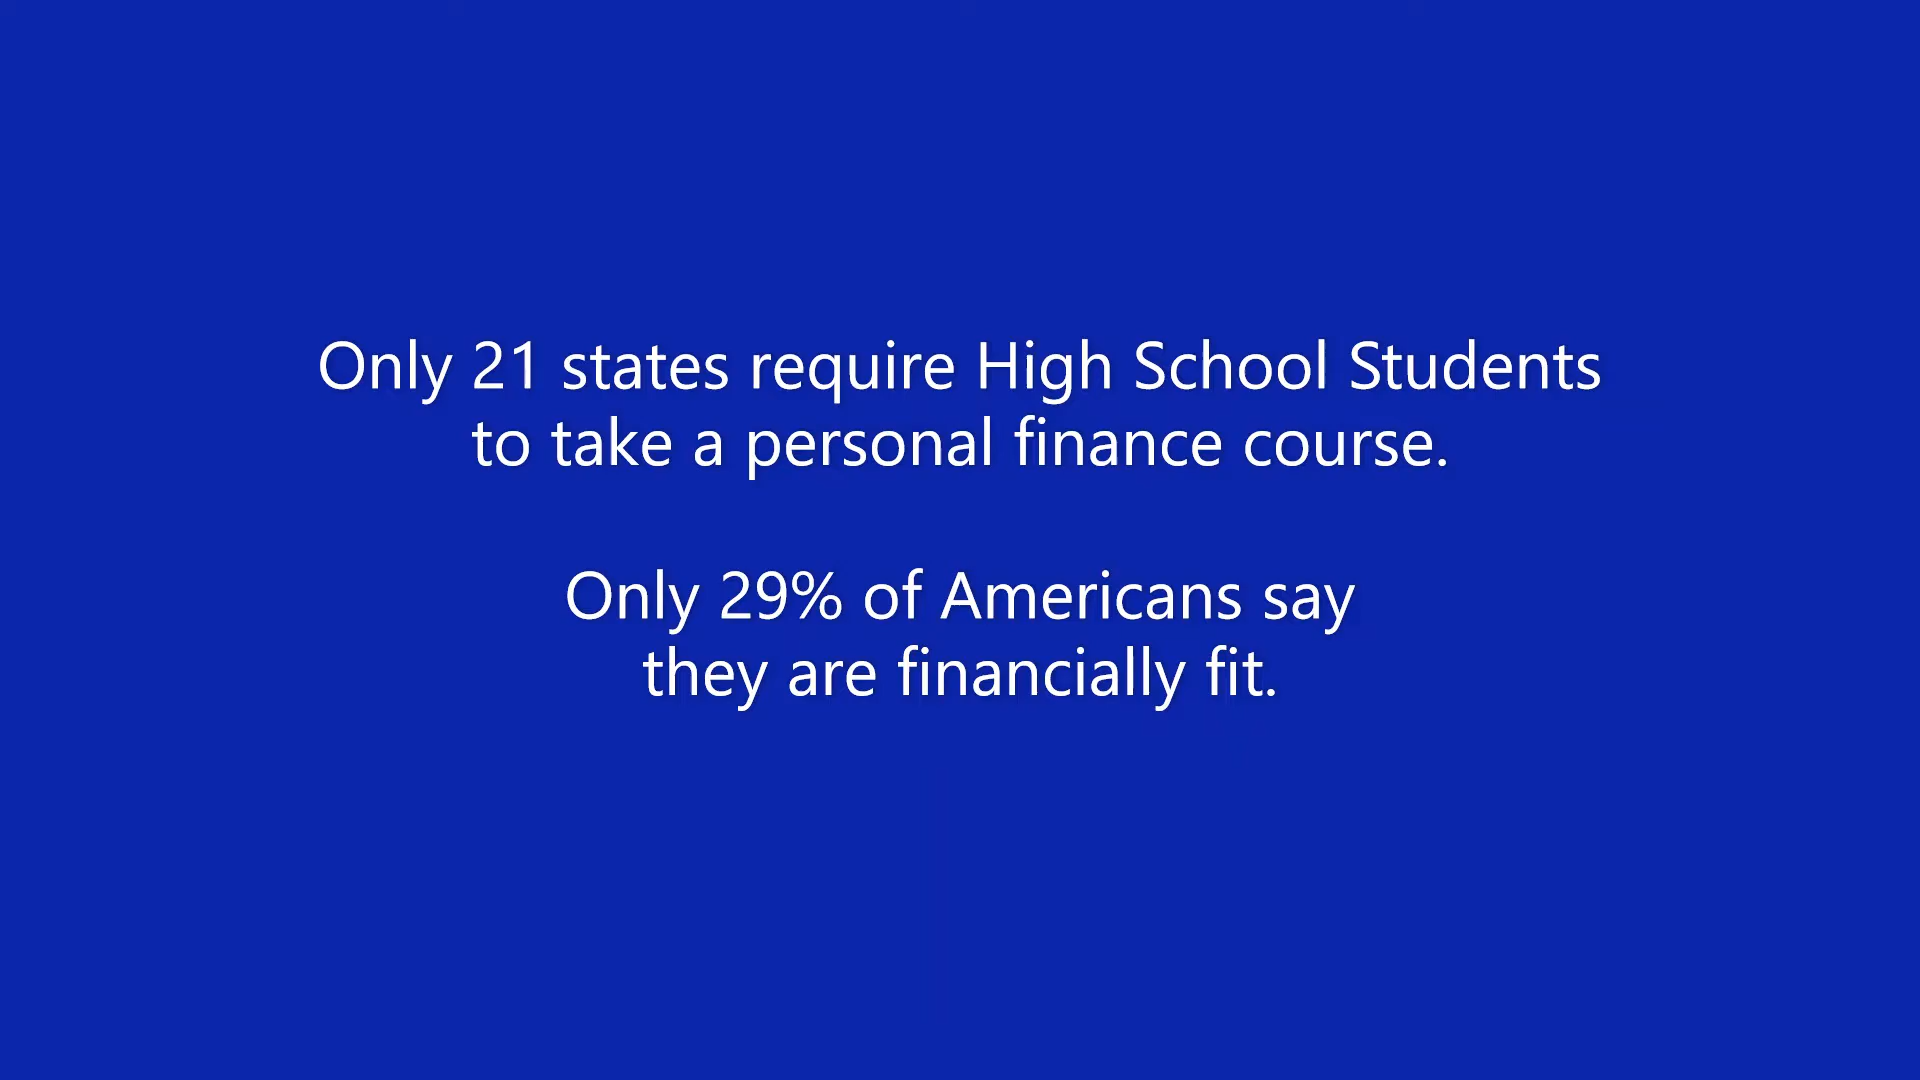 Only 21 states require High School Students
to take a personal finance course.
Only 29% of Americans say
they are financially fit.